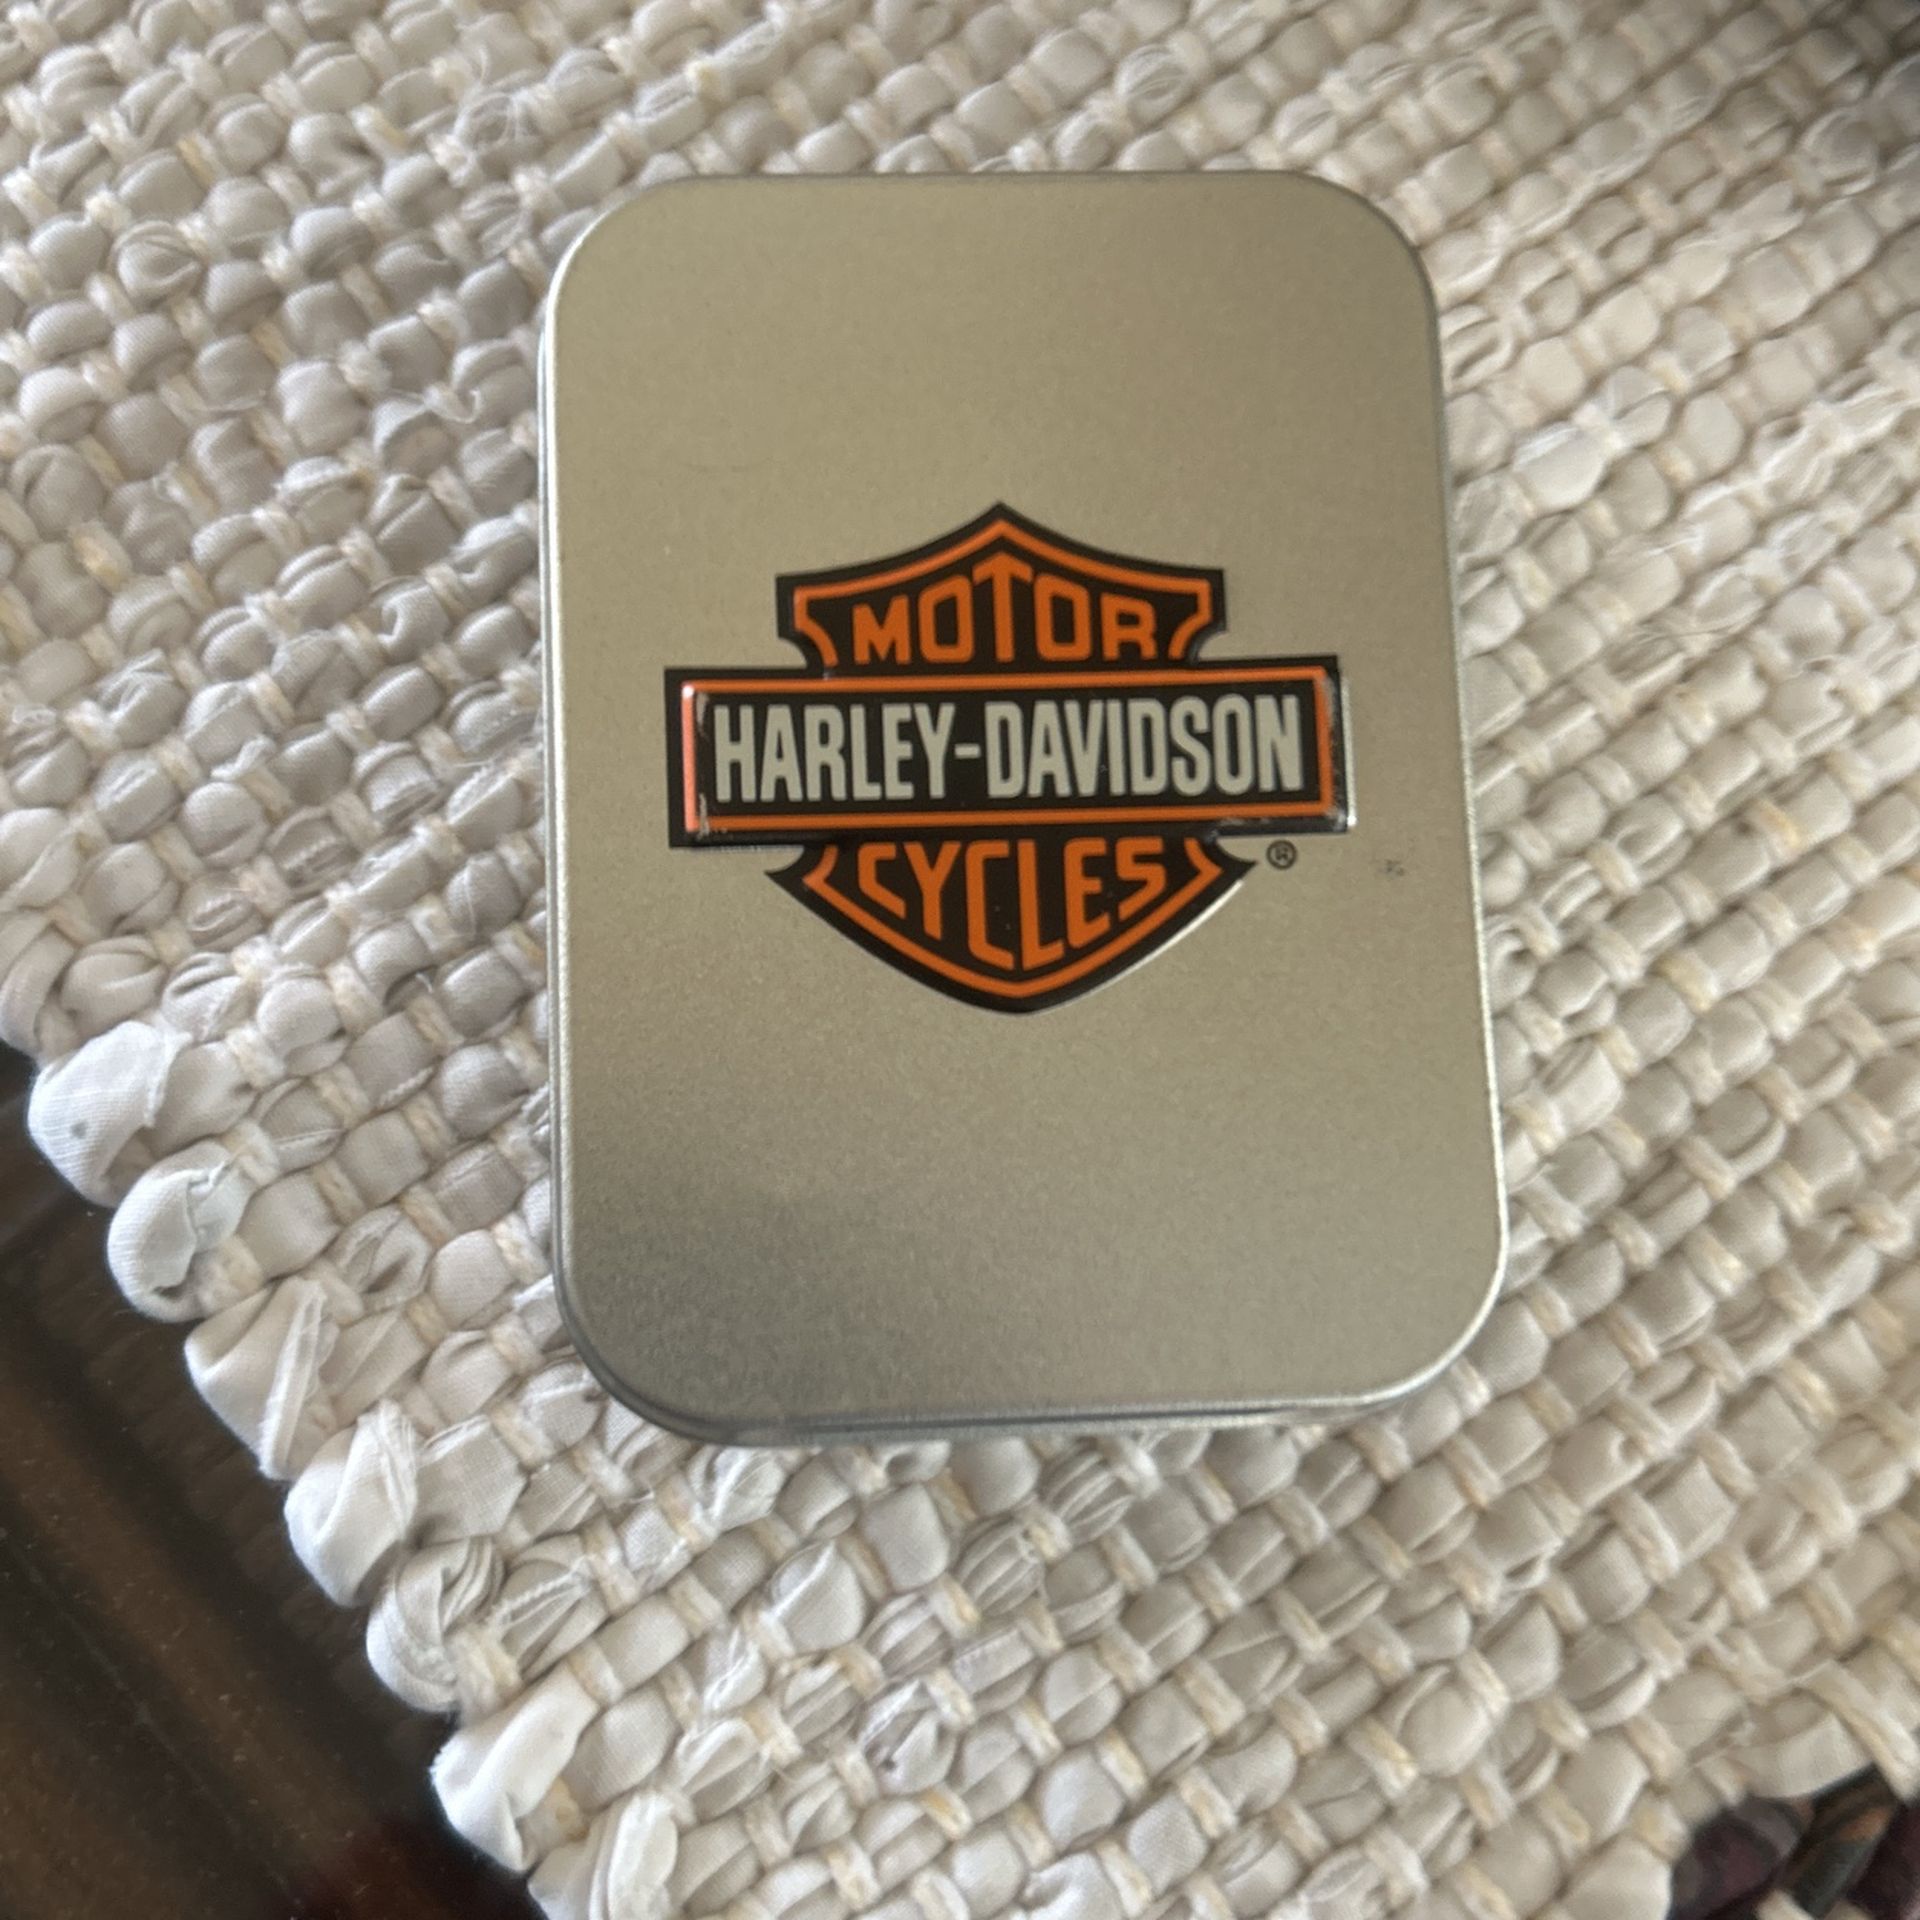 MOTOR
HARLEY-DAVIDSON
CYCLES
®